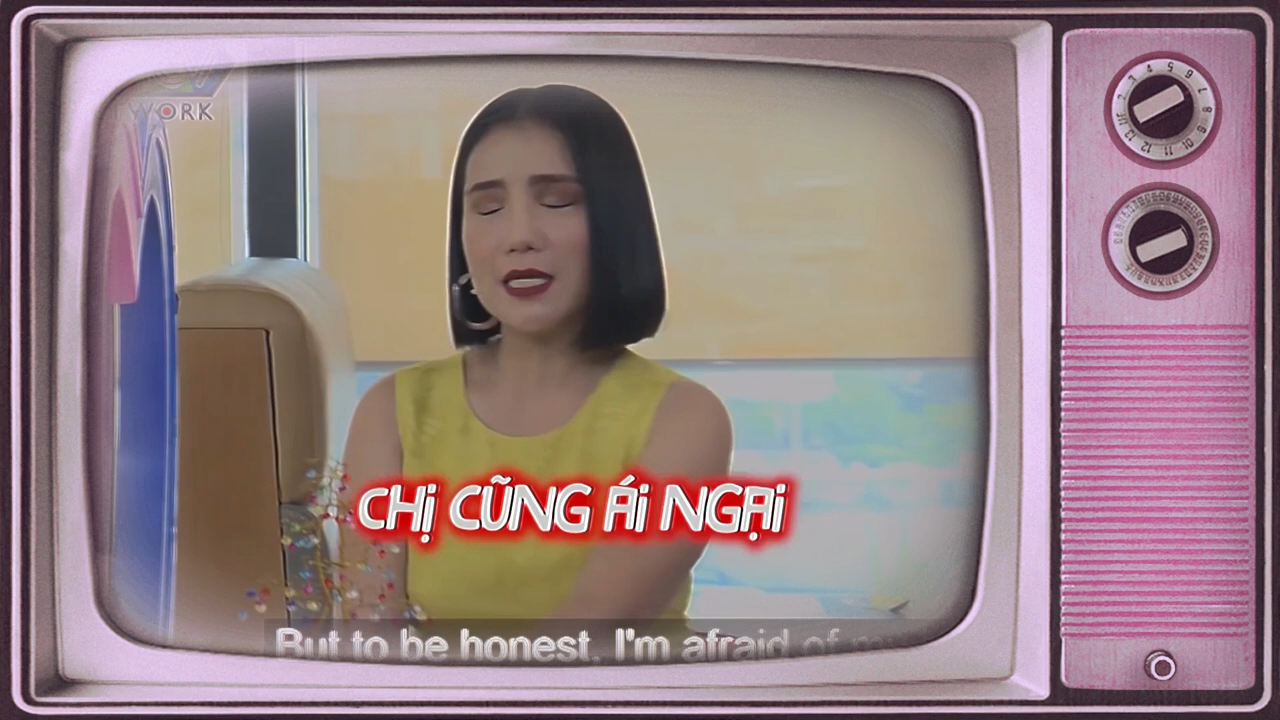 WORK
CHỊ CŨNG ÁI NGẠI
But to be honest, I'm afraid of